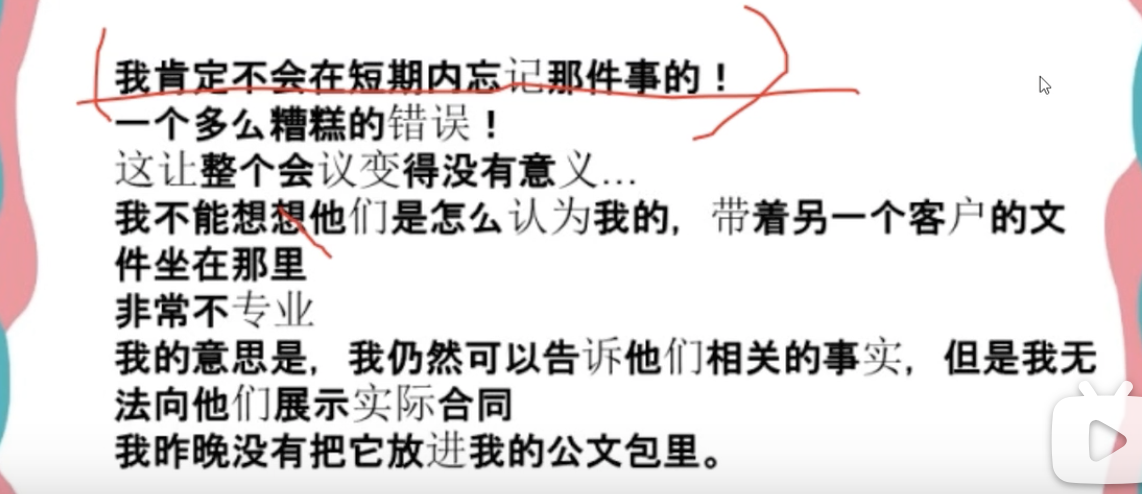 我肯定不会在短期内忘记那件事的！
一个多么糟糕的错误！
这让整个会议变得没有意义...
我不能想想他们是怎么认为我的，带着另一个客户的文
件坐在那里
非常不专业
我的意思是，我仍然可以告诉他们相关的事实，但是我无
法向他们展示实际合同
我昨晚没有把它放进我的公文包里。